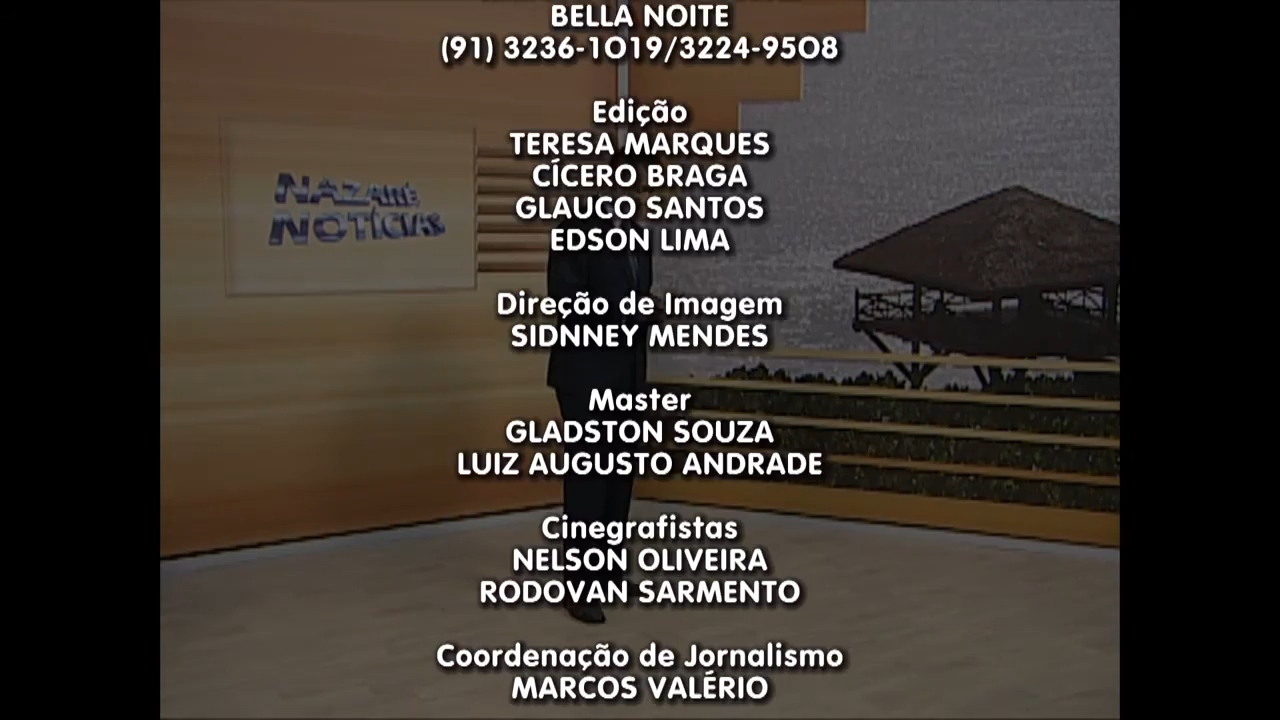 BELLA NOITE
(91) 3236-1019/3224-9508
Edição
TERESA MARQUES
CÍCERO BRAGA
GLAUCO SANTOS
EDSON LIMA
Direção de Imagem
SIDNNEY MENDES
Master
GLADSTON SOUZA
LUIZ AUGUSTO ANDRADE
Cinegrafistas
NELSON OLIVEIRA
RODOVAN SARMENTO
Coordenação de Jornalismo
MARCOS VALÉRIO
NAZARÉ
NOTÍCIAS